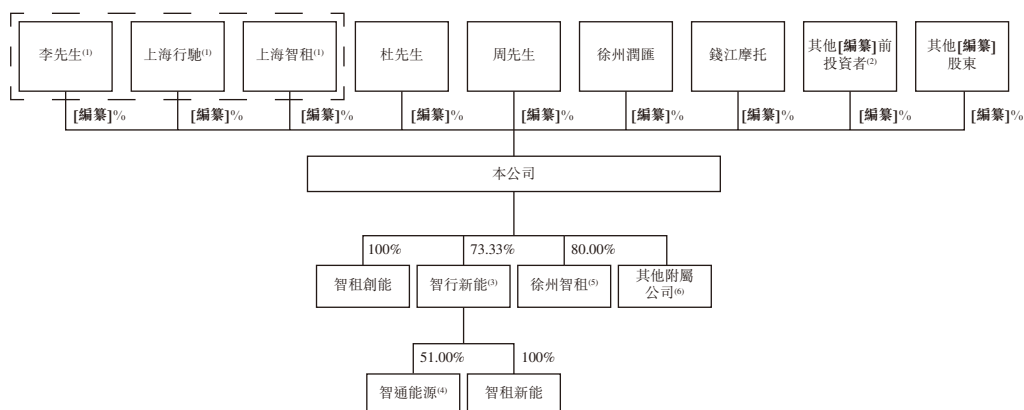 李先生(1)
上海行馳(1)
上海智租(1)
杜先生
周先生
徐州潤匯
錢江摩托
其他[編纂]前
投資者(2)
其他[編纂]
股東
[編纂]%
[編纂]%
[編纂]%
[編纂]%
[編纂]%
[編纂]%
[編纂]%
[編纂]%
[編纂]%
本公司
100%
73.33%
80.00%
智租創能
智行新能(3)
徐州智租(5)
其他附屬
公司(6)
51.00%
100%
智通能源(4)
智租新能